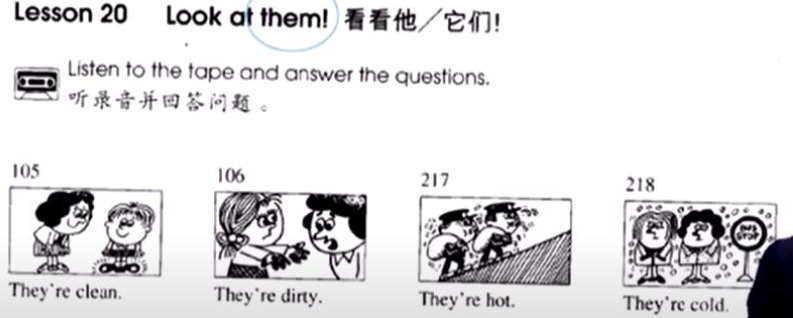 Lesson 20 Look at them! 看看他／它们!
Listen to the tape and answer the questions.
听录音并回答问题。
105 106 217 218
BUS STOP
They're clean. They're dirty. They're hot. They're cold.